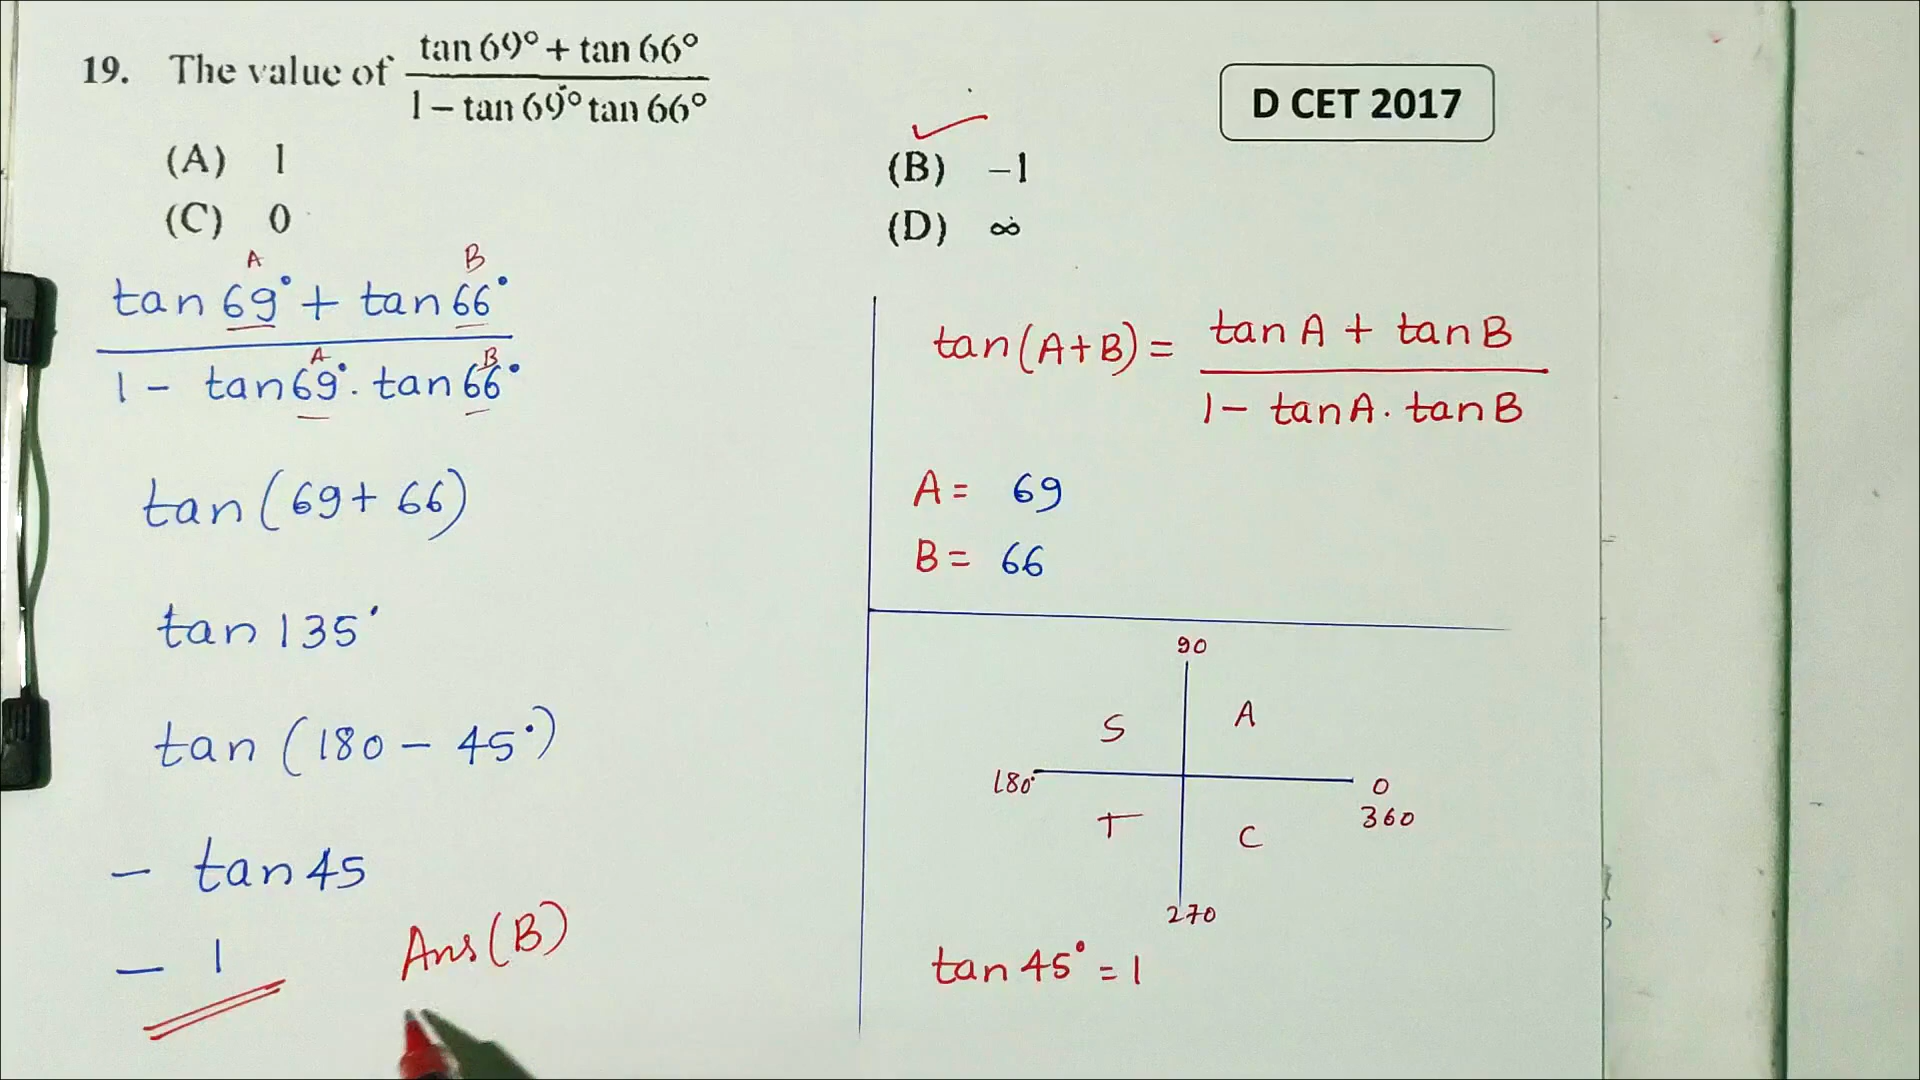 19. The value of tan 69° + tan 66° / 1 – tan 69° tan 66°
D CET 2017
(A) 1
(B) –1
(C) 0
(D) ∞
A B
tan 69° + tan 66°
A B
1 - tan 69° . tan 66°
tan (69 + 66)
tan 135°
tan (180 - 45°)
- tan 45
- 1
Ans (B)
tan (A+B) = tan A + tan B / 1 - tan A . tan B
A = 69
B = 66
90
S A
180° 0
360
T C
270
tan 45° = 1